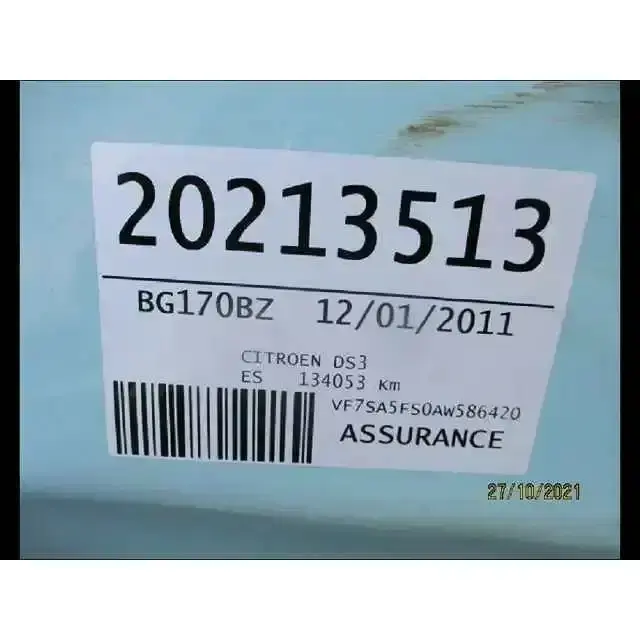 20213513
BG170BZ 12/01/2011
CITROEN DS3
ES 134053 Km
VF7SA5FS0AW586420
ASSURANCE
27/10/2021